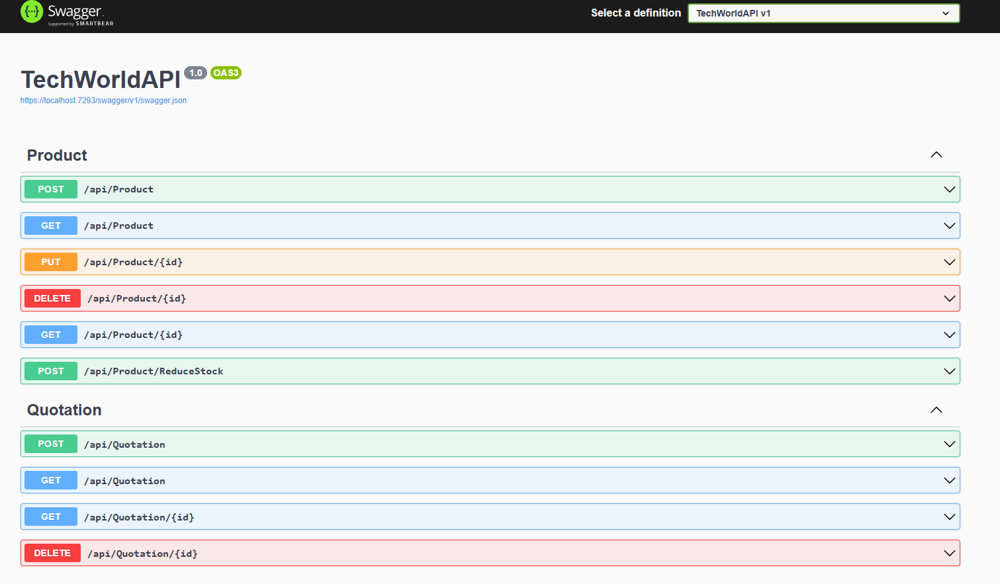 Swagger
Supported by SMARTBEAR
Select a definition
TechWorldAPI v1
TechWorldAPI 1.0 OAS3
https://localhost:7293/swagger/v1/swagger.json
Product
POST /api/Product
GET /api/Product
PUT /api/Product/{id}
DELETE /api/Product/{id}
GET /api/Product/{id}
POST /api/Product/ReduceStock
Quotation
POST /api/Quotation
GET /api/Quotation
GET /api/Quotation/{id}
DELETE /api/Quotation/{id}